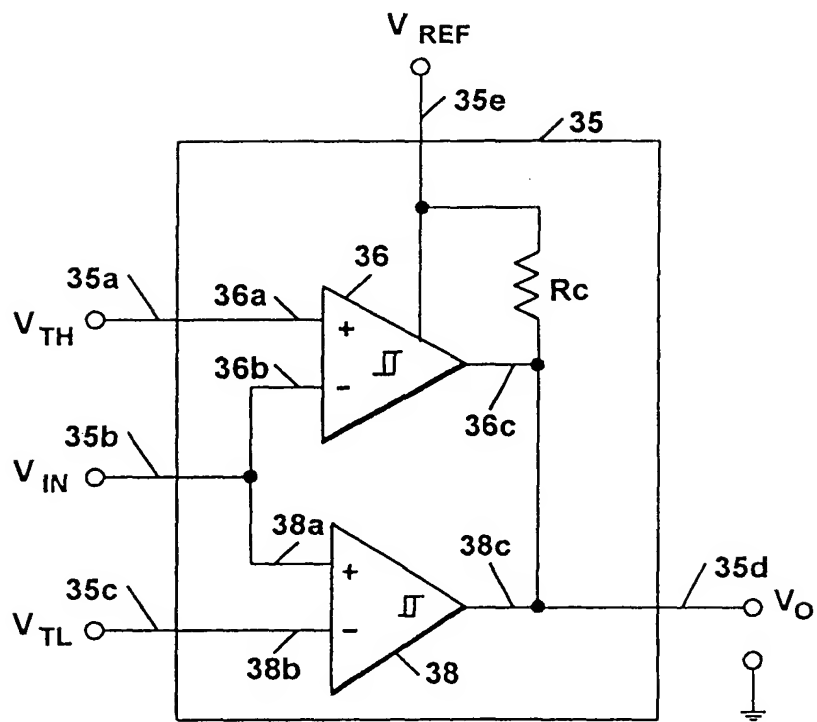 V REF
35e
35
35a
36a
36
V TH
+
Rc
36b
-
36c
35b
V IN
38a
38c
35d
35c
+
V O
V TL
-
38b
38